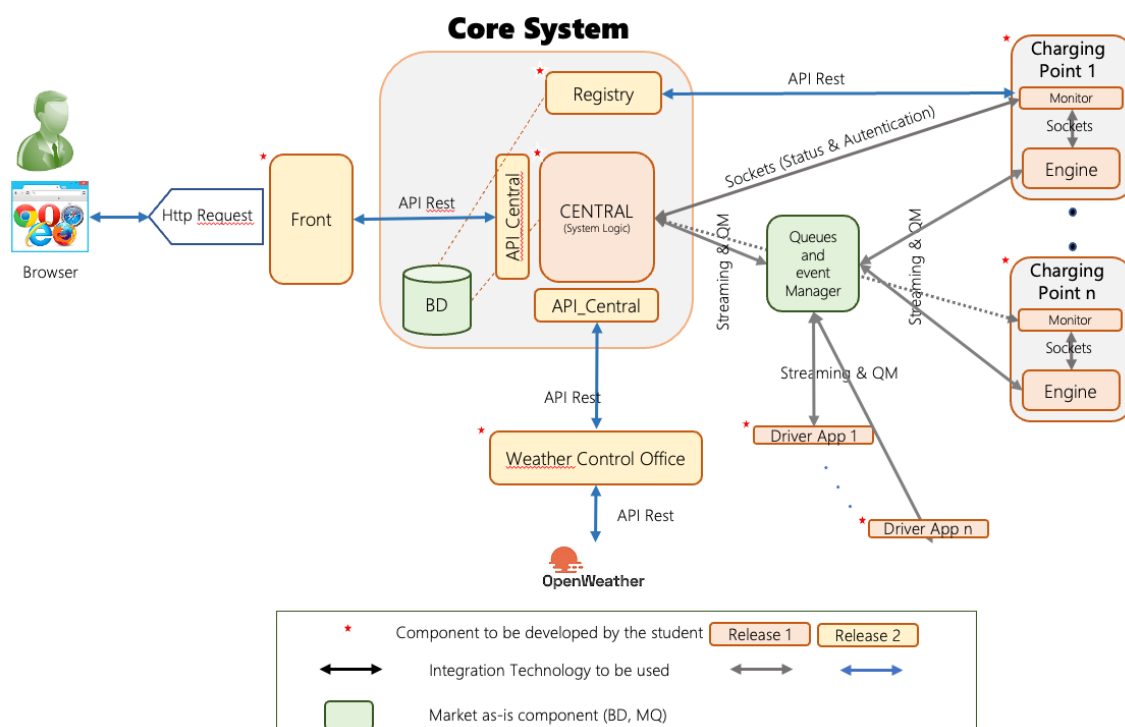 Core System
Charging
Point 1
Registry
API Rest
Monitor
Sockets (Status & Autenticación)
Sockets
Engine
Http Request
Front
API Rest
API_Central
CENTRAL
(System Logic)
Streaming & QM
Queues
and
event
Manager
Streaming & QM
Browser
BD
API_Central
Charging
Point n
Monitor
Sockets
Engine
Streaming & QM
API Rest
Driver App 1
Weather Control Office
API Rest
Driver App n
OpenWeather
Component to be developed by the student
Release 1
Release 2
Integration Technology to be used
Market as-is component (BD, MQ)